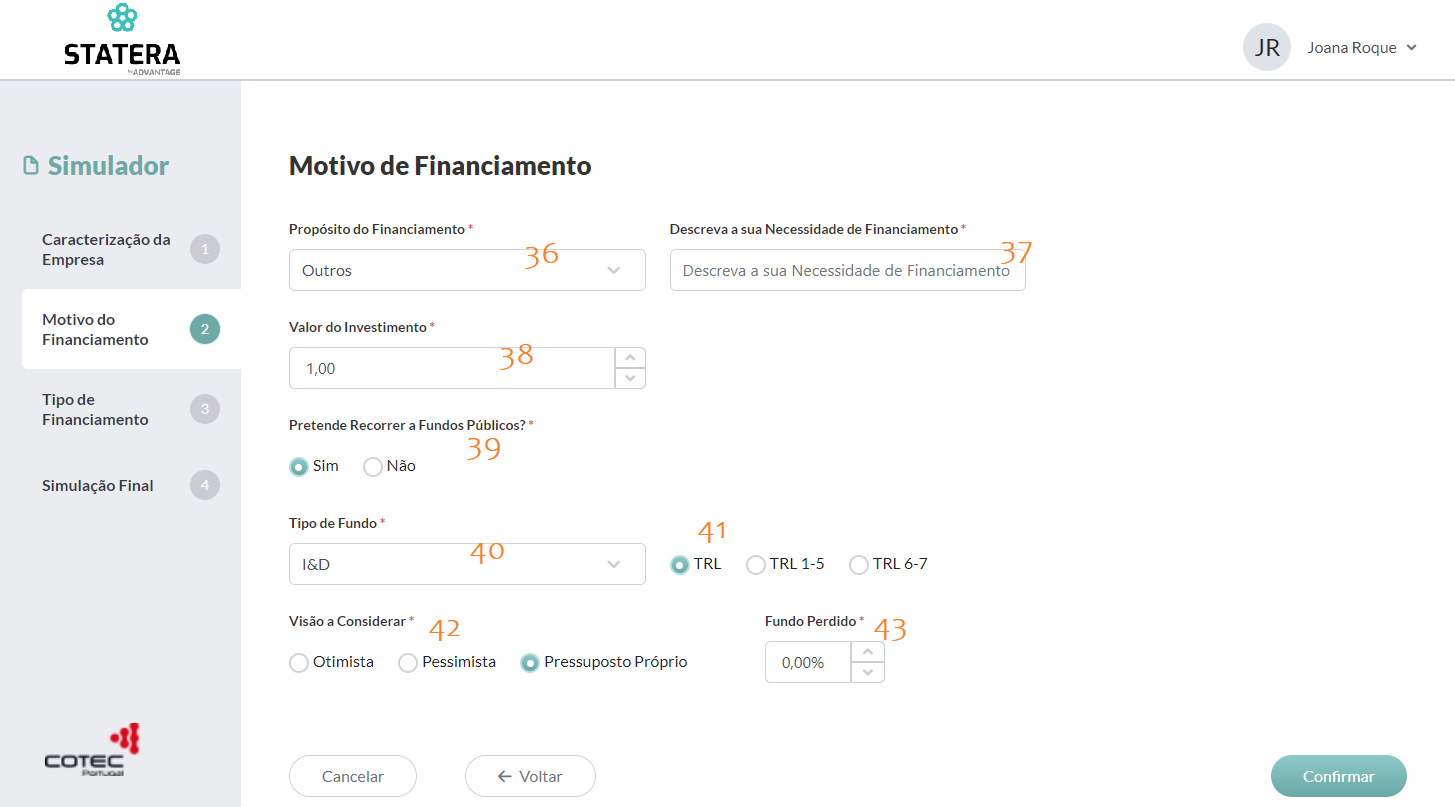 STATERA
by ADVANTAGE
JR
Joana Roque
Simulador
Caracterização da
Empresa
1
Motivo do
Financiamento
2
Tipo de
Financiamento
3
Simulação Final
4
COTEC
Portugal
Motivo de Financiamento
Propósito do Financiamento *
36
Outros
Descreva a sua Necessidade de Financiamento *
37
Descreva a sua Necessidade de Financiamento
Valor do Investimento *
38
1,00
Pretende Recorrer a Fundos Públicos? *
39
Sim Não
Tipo de Fundo *
40
I&D
41
TRL TRL 1-5 TRL 6-7
Visão a Considerar *
42
Otimista Pessimista Pressuposto Próprio
Fundo Perdido *
43
0,00%
Cancelar
Voltar
Confirmar